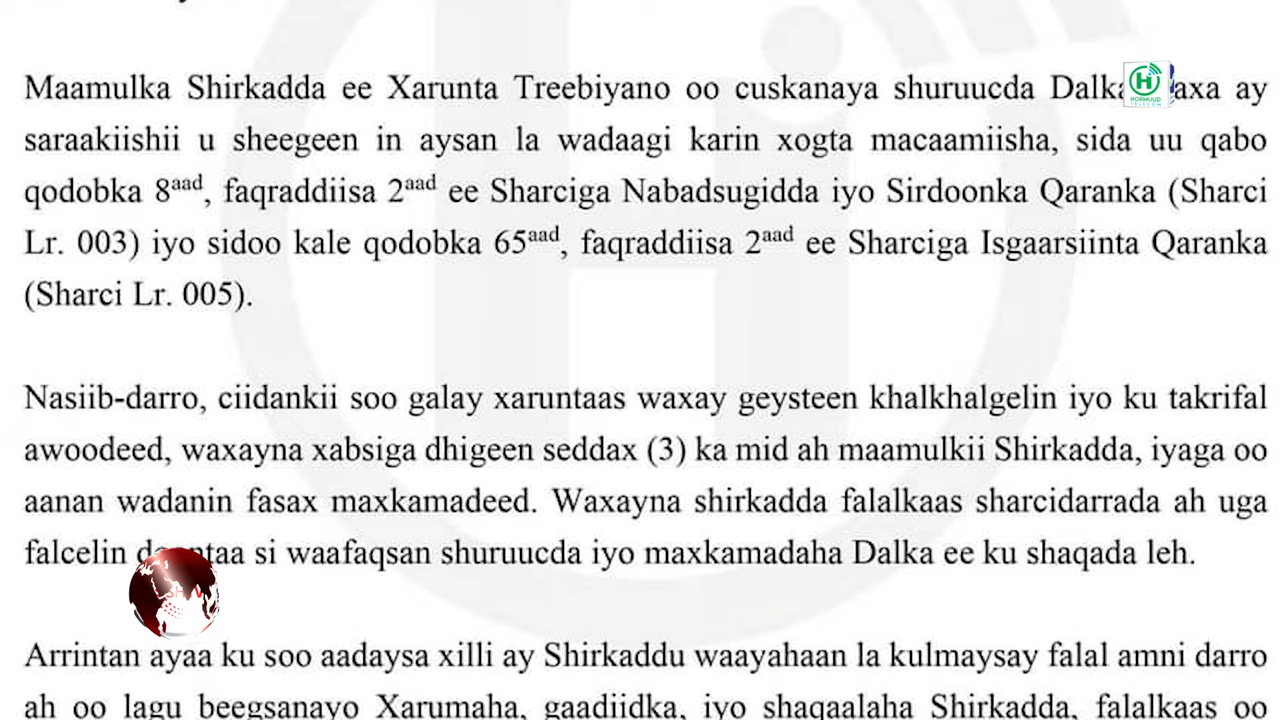 Maamulka Shirkadda ee Xarunta Treebiyano oo cuskanaya shuruucda ay
HORMUUD
TELECOM
saraakiishii u sheegeen in aysan la wadaagi karin xogta macaamiisha, sida uu qabo
qodobka 8aad, faqraddiisa 2aad ee Sharciga Nabadsugidda iyo Sirdoonka Qaranka (Sharci
Lr. 003) iyo sidoo kale qodobka 65aad, faqraddiisa 2aad ee Sharciga Isgaarsiinta Qaranka
(Sharci Lr. 005).
Nasiib-darro, ciidankii soo galay xaruntaas waxay geysteen khalkhalgelin iyo ku takrifal
awoodeed, waxayna xabsiga dhigeen seddax (3) ka mid ah maamulkii Shirkadda, iyaga oo
aanan wadanin fasax maxkamadeed. Waxayna shirkadda falalkaas sharcidarrada ah uga
falcelin si waafaqsan shuruucda iyo maxkamadaha Dalka ee ku shaqada leh.
Arrintan ayaa ku soo aadaysa xilli ay Shirkaddu waayahaan la kulmaysay falal amni darro
ah oo lagu beegsanayo Xarumaha, gaadiidka, iyo shaqaalaha Shirkadda, falalkaas oo